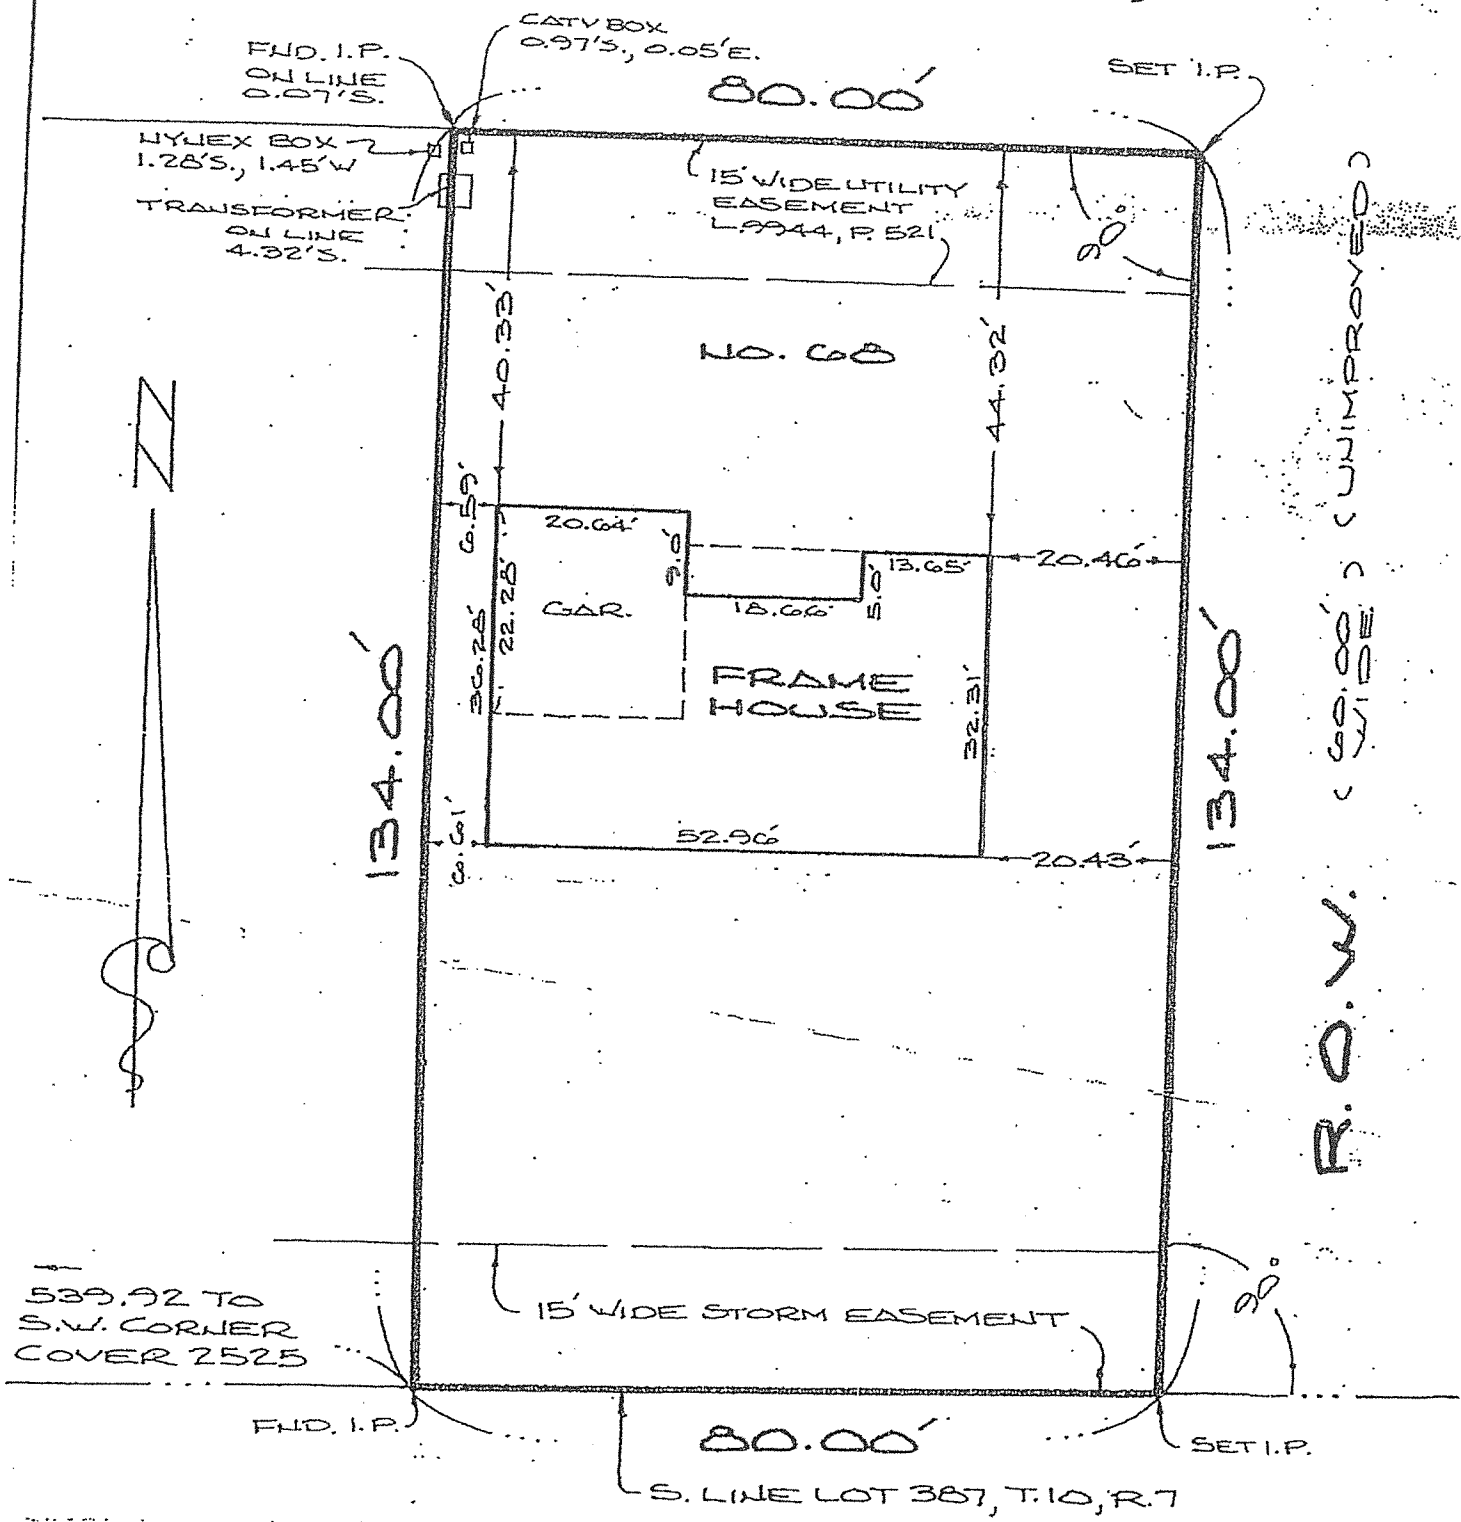 CATV BOX
0.97'S., 0.05'E.
FND. I.P.
ON LINE
0.07'S.
80.00'
SET I.P.
NYNEX BOX
1.28'S., 1.45'W
TRANSFORMER
ON LINE
4.32'S.
15' WIDE UTILITY
EASEMENT
L.9944, P. 521
90°
N
40.33'
NO. 68
44.32'
6.59'
20.64'
9.0'
13.65'
20.46'
22.28'
GAR.
18.66'
5.0'
36.28'
FRAME
HOUSE
32.31'
134.00'
134.00'
6.61'
52.96'
20.43'
R.O.W. (60.00' WIDE) (UNIMPROVED)
539.92 TO
S.W. CORNER
COVER 2525
15' WIDE STORM EASEMENT
90°
FND. I.P.
80.00'
SET I.P.
S. LINE LOT 387, T.10, R.7